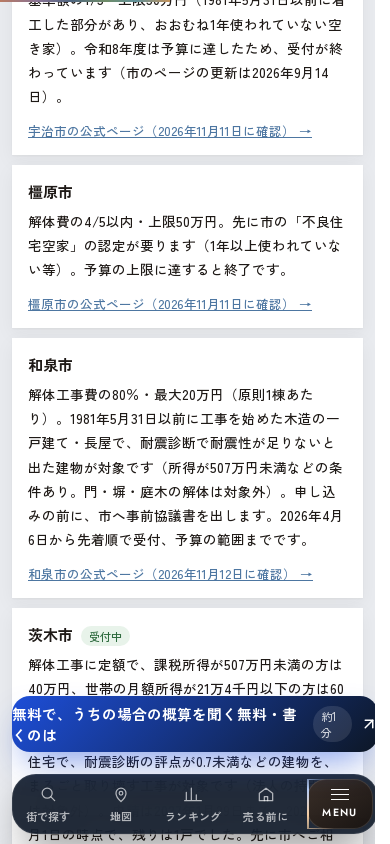 基準額の4/5・上限50万円（1981年5月31日以前に着
工した部分があり、おおむね1年使われていない空
き家）。令和8年度は予算に達したため、受付が終
わっています（市のページの更新は2026年9月14
日）。
宇治市の公式ページ（2026年11月11日に確認） →
橿原市
解体費の4/5以内・上限50万円。先に市の「不良住
宅空家」の認定が要ります（1年以上使われていな
い等）。予算の上限に達すると終了です。
橿原市の公式ページ（2026年11月11日に確認） →
和泉市
解体工事費の80％・最大20万円（原則1棟あた
り）。1981年5月31日以前に工事を始めた木造の一
戸建て・長屋で、耐震診断で耐震性が足りないと
出た建物が対象です（所得が507万円未満などの条
件あり。門・塀・庭木の解体は対象外）。申し込
みの前に、市へ事前協議書を出します。2026年4月
6日から先着順で受付、予算の範囲までです。
和泉市の公式ページ（2026年11月12日に確認） →
茨木市 受付中
解体工事に定額で、課税所得が507万円未満の方は
40万円、世帯の月額所得が21万4千円以下の方は60
無料で、うちの場合の概算を聞く無料・書
くのは
約1
分
住宅で、耐震診断の評点が0.7未満などの建物を、
街で探す 地図 ランキング 売る前に MENU
月1日の時点で、残りは1戸でした。先に市へご相